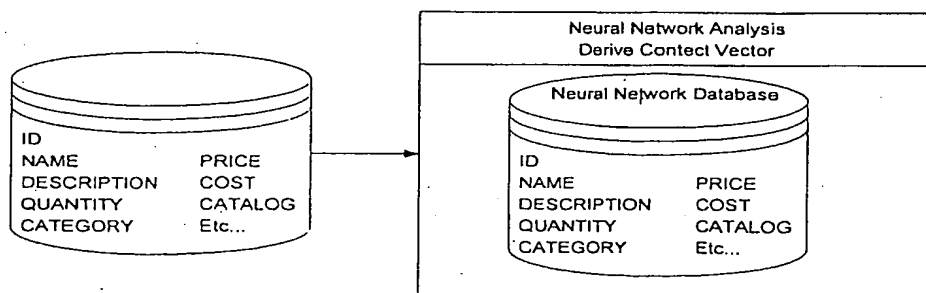 Neural Network Analysis
Derive Contect Vector
Neural Network Database
ID
NAME PRICE
DESCRIPTION COST
QUANTITY CATALOG
CATEGORY Etc...
ID
NAME PRICE
DESCRIPTION COST
QUANTITY CATALOG
CATEGORY Etc...